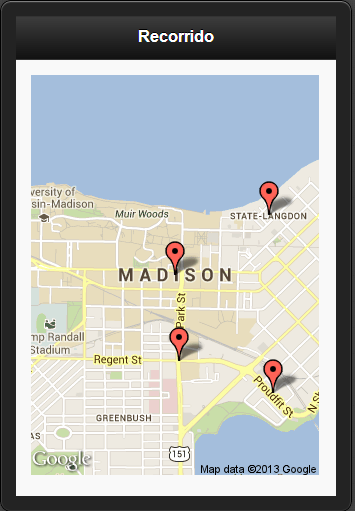 Recorrido
versity of
sin-Madison
Muir Woods
STATE-LANGDON
MADISON
Park St
mp Randall
Stadium
Regent St
Proudfit St
N S
GREENBUSH
AS
151
Google
Map data ©2013 Google